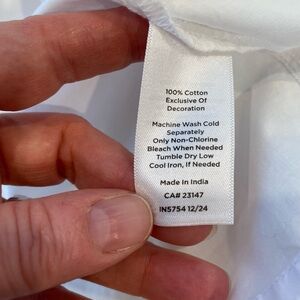 100% Cotton
Exclusive Of
Decoration
Machine Wash Cold
Separately
Only Non-Chlorine
Bleach When Needed
Tumble Dry Low
Cool Iron, If Needed
Made In India
CA# 23147
IN5754 12/24